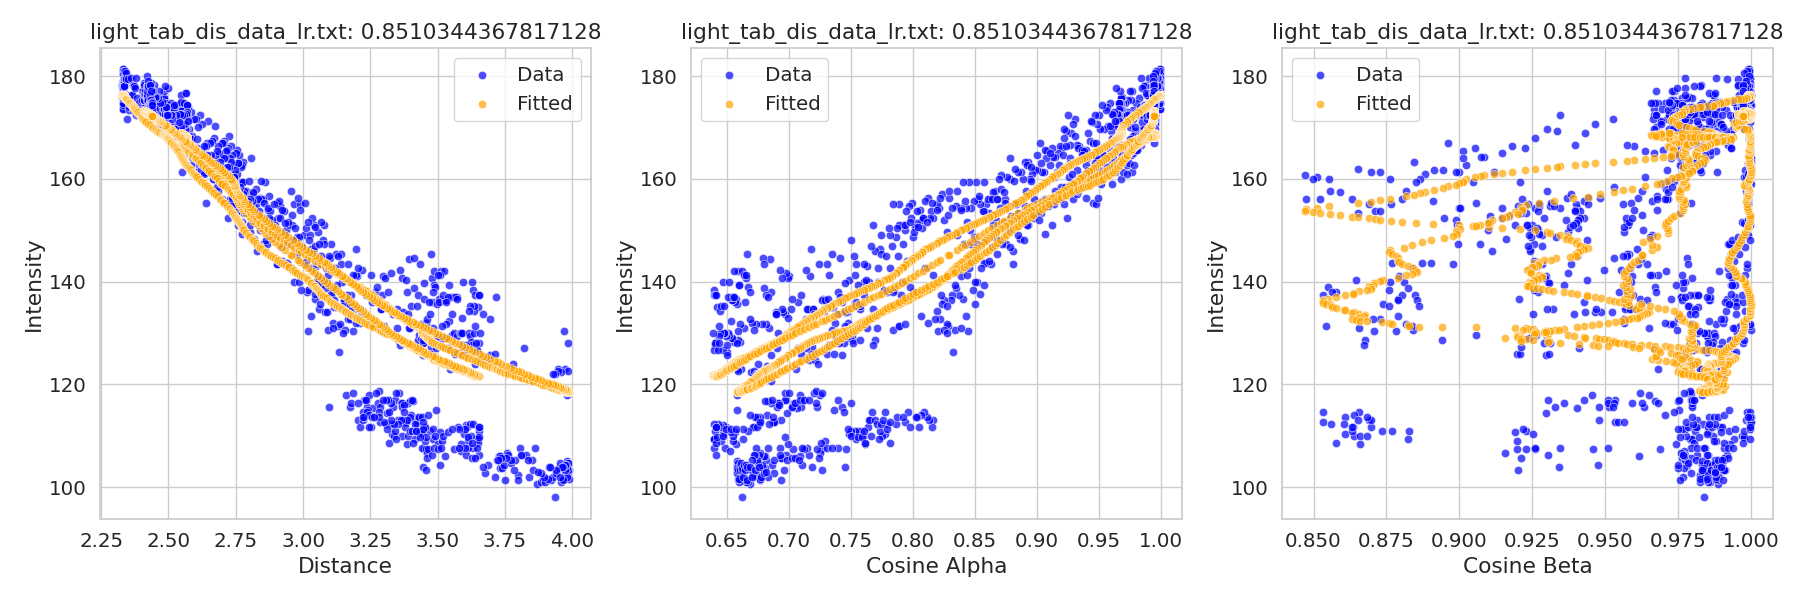 light_tab_dis_data_lr.txt: 0.8510344367817128
Data
Fitted
Intensity
180
160
140
120
100
2.25 2.50 2.75 3.00 3.25 3.50 3.75 4.00
Distance
light_tab_dis_data_lr.txt: 0.8510344367817128
Data
Fitted
Intensity
180
160
140
120
100
0.65 0.70 0.75 0.80 0.85 0.90 0.95 1.00
Cosine Alpha
light_tab_dis_data_lr.txt: 0.8510344367817128
Data
Fitted
Intensity
180
160
140
120
100
0.850 0.875 0.900 0.925 0.950 0.975 1.000
Cosine Beta